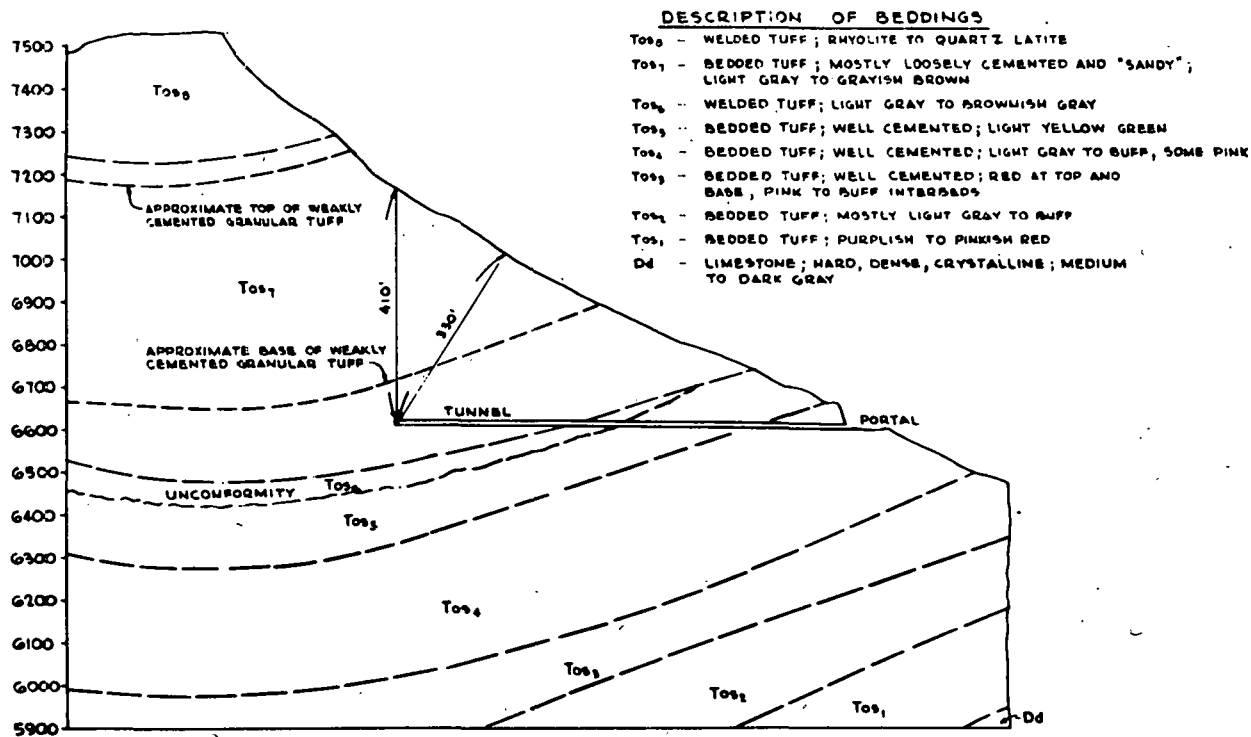 DESCRIPTION OF BEDDINGS
Tos8 - WELDED TUFF; RHYOLITE TO QUARTZ LATITE
Tos7 - BEDDED TUFF; MOSTLY LOOSELY CEMENTED AND "SANDY";
LIGHT GRAY TO GRAYISH BROWN
Tos6 - WELDED TUFF; LIGHT GRAY TO BROWNISH GRAY
Tos5 - BEDDED TUFF; WELL CEMENTED; LIGHT YELLOW GREEN
Tos4 - BEDDED TUFF; WELL CEMENTED; LIGHT GRAY TO BUFF, SOME PINK
Tos3 - BEDDED TUFF; WELL CEMENTED; RED AT TOP AND
BASE, PINK TO BUFF INTERBEDS
Tos2 - BEDDED TUFF; MOSTLY LIGHT GRAY TO BUFF
Tos1 - BEDDED TUFF; PURPLISH TO PINKISH RED
Dd - LIMESTONE; HARD, DENSE, CRYSTALLINE; MEDIUM
TO DARK GRAY
7500
7400
7300
7200
7100
7000
6900
6800
6700
6600
6500
6400
6300
6200
6100
6000
5900
Tos8
APPROXIMATE TOP OF WEAKLY
CEMENTED GRANULAR TUFF
Tos7
410'
330'
APPROXIMATE BASE OF WEAKLY
CEMENTED GRANULAR TUFF
TUNNEL
PORTAL
UNCONFORMITY
Tos6
Tos5
Tos4
Tos3
Tos2
Tos1
Dd